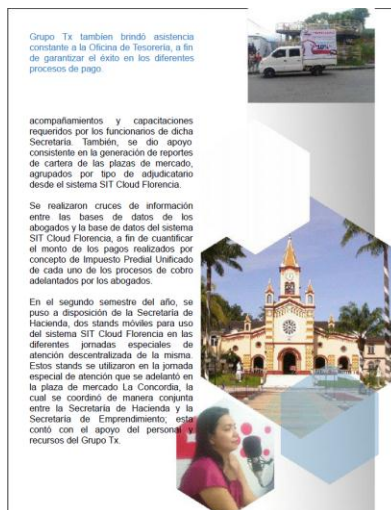 Grupo Tx tambien brindó asistencia
constante a la Oficina de Tesorería, a fin
de garantizar el éxito en los diferentes
procesos de pago.
acompañamientos y capacitaciones
requeridos por los funcionarios de dicha
Secretaría. También, se dio apoyo
consistente en la generación de reportes
de cartera de las plazas de mercado,
agrupados por tipo de adjudicatario
desde el sistema SIT Cloud Florencia.
Se realizaron cruces de información
entre las bases de datos de los
abogados y la base de datos del sistema
SIT Cloud Florencia, a fin de cuantificar
el monto de los pagos realizados por
concepto de Impuesto Predial Unificado
de cada uno de los procesos de cobro
adelantados por los abogados.
En el segundo semestre del año, se
puso a disposición de la Secretaría de
Hacienda, dos stands móviles para uso
del sistema SIT Cloud Florencia en las
diferentes jornadas especiales de
atención descentralizada de la misma.
Estos stands se utilizaron en la jornada
especial de atención que se adelantó en
la plaza de mercado La Concordia, la
cual se coordinó de manera conjunta
entre la Secretaría de Hacienda y la
Secretaría de Emprendimiento; esta
contó con el apoyo del personal y
recursos del Grupo Tx.